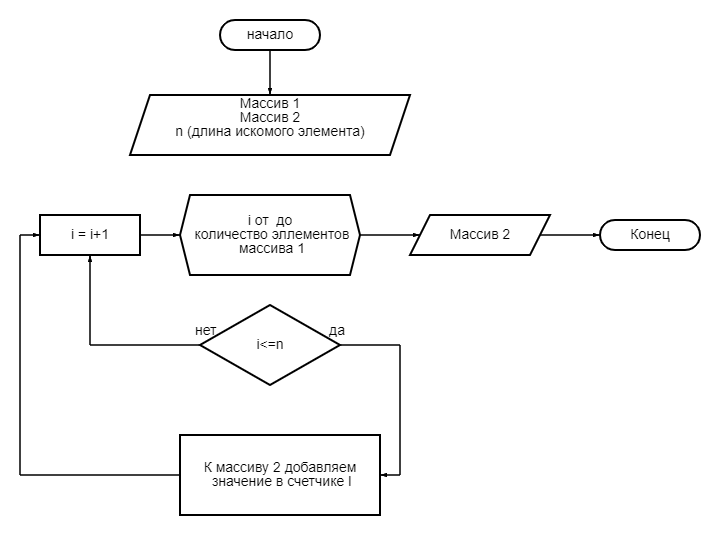 начало
Массив 1
Массив 2
n (длина искомого элемента)
i = i+1
i от  до
количество эллементов
массива 1
Массив 2
Конец
нет
i<=n
да
К массиву 2 добавляем
значение в счетчике I